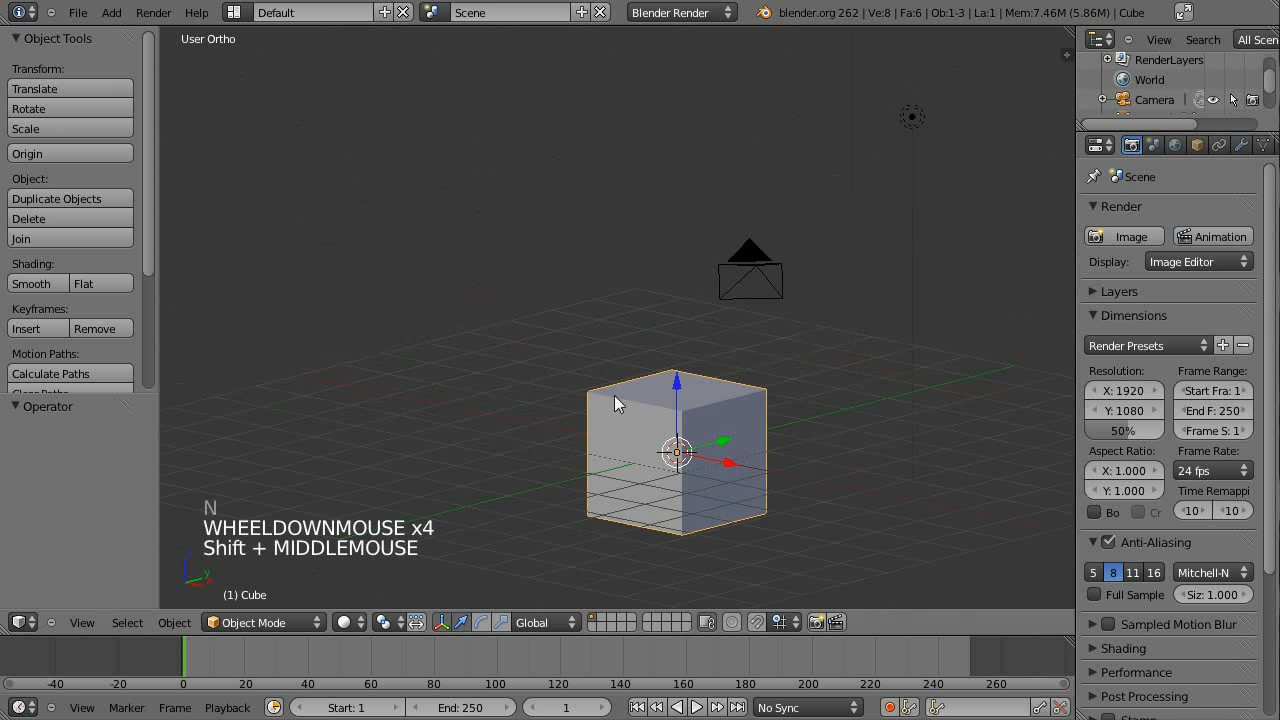 File Add Render Help Default Scene Blender Render blender.org 262 | Ve:8 | Fa:6 | Ob:1-3 | La:1 | Mem:7.46M (5.86M) | Cube
Object Tools
Transform:
Translate
Rotate
Scale
Origin
Object:
Duplicate Objects
Delete
Join
Shading:
Smooth Flat
Keyframes:
Insert Remove
Motion Paths:
Calculate Paths
Operator
User Ortho
N
WHEELDOWNMOUSE x4
Shift + MIDDLEMOUSE
z
y
x
(1) Cube
View Select Object Object Mode Global
View Search All Scen
RenderLayers
World
Camera
Scene
Render
Image Animation
Display: Image Editor
Layers
Dimensions
Render Presets
Resolution: Frame Range:
X: 1920 Start Fra: 1
Y: 1080 End F: 250
50% Frame S: 1
Aspect Ratio: Frame Rate:
X: 1.000 24 fps
Y: 1.000 Time Remappi
Bo Cr 10 10
Anti-Aliasing
5 8 11 16 Mitchell-N
Full Sample Siz: 1.000
Sampled Motion Blur
Shading
Performance
Post Processing
-40 -20 0 20 40 60 80 100 120 140 160 180 200 220 240 260
View Marker Frame Playback Start: 1 End: 250 1 No Sync